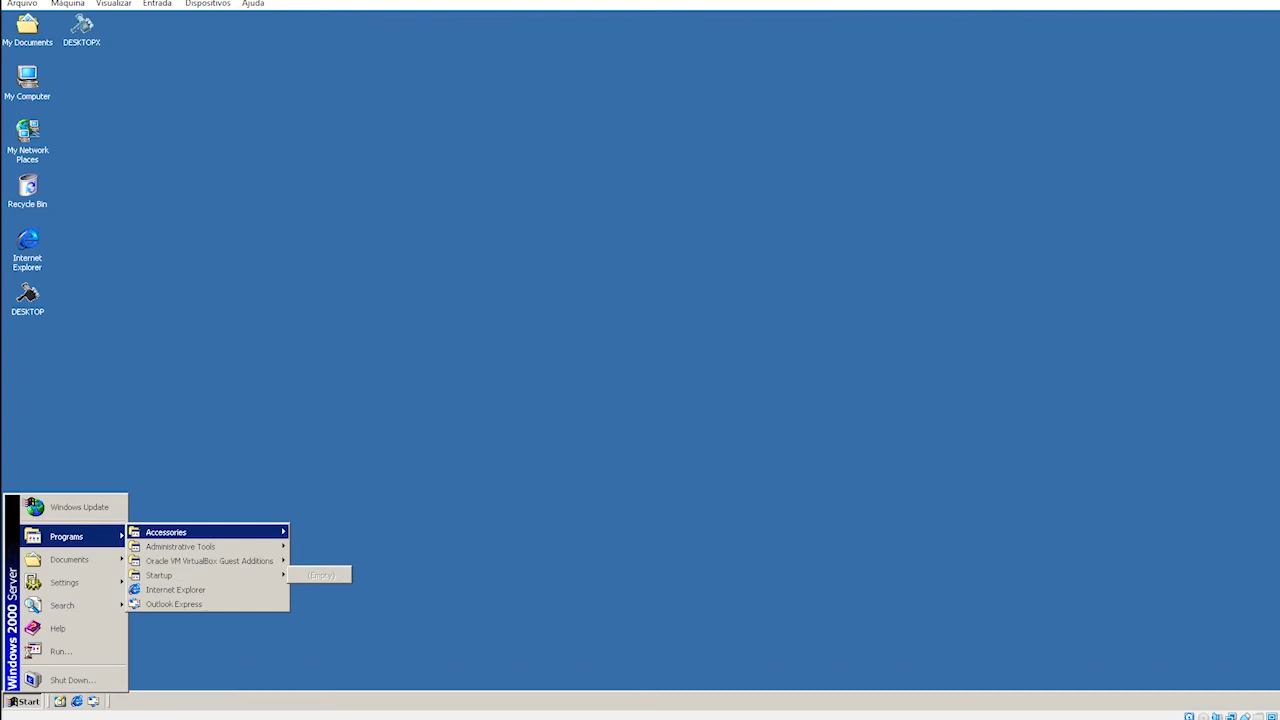 Arquivo Máquina Visualizar Entrada Dispositivos Ajuda
My Documents
DESKTOPX
My Computer
My Network
Places
Recycle Bin
Internet
Explorer
DESKTOP
Windows Update
Programs
Documents
Settings
Search
Help
Run...
Shut Down...
Windows 2000 Server
Accessories
Administrative Tools
Oracle VM VirtualBox Guest Additions
Startup
Internet Explorer
Outlook Express
(Empty)
Start